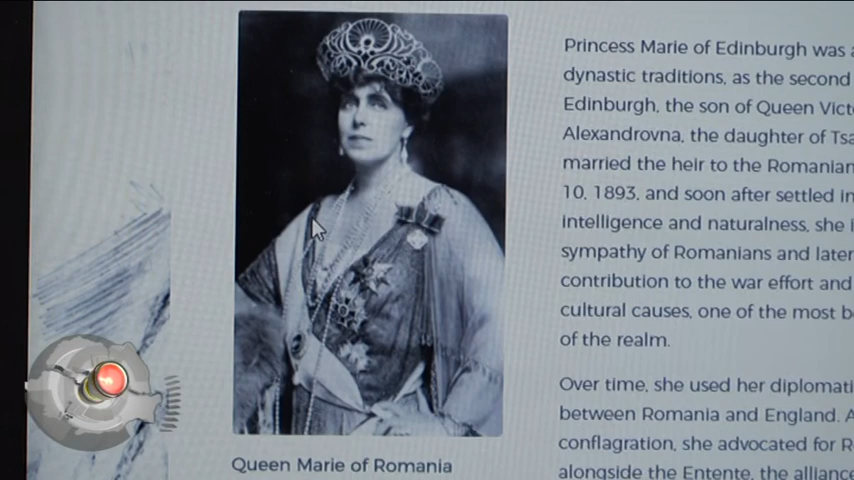 Princess Marie of Edinburgh was
dynastic traditions, as the second
Edinburgh, the son of Queen
Alexandrovna, the daughter of
married the heir to the Romanian
10, 1893, and soon after settled in
intelligence and naturalness, she
sympathy of Romanians and later
contribution to the war effort and
cultural causes, one of the most
of the realm.
Over time, she used her
between Romania and England.
conflagration, she advocated for
alongside the Entente, the
Queen Marie of Romania